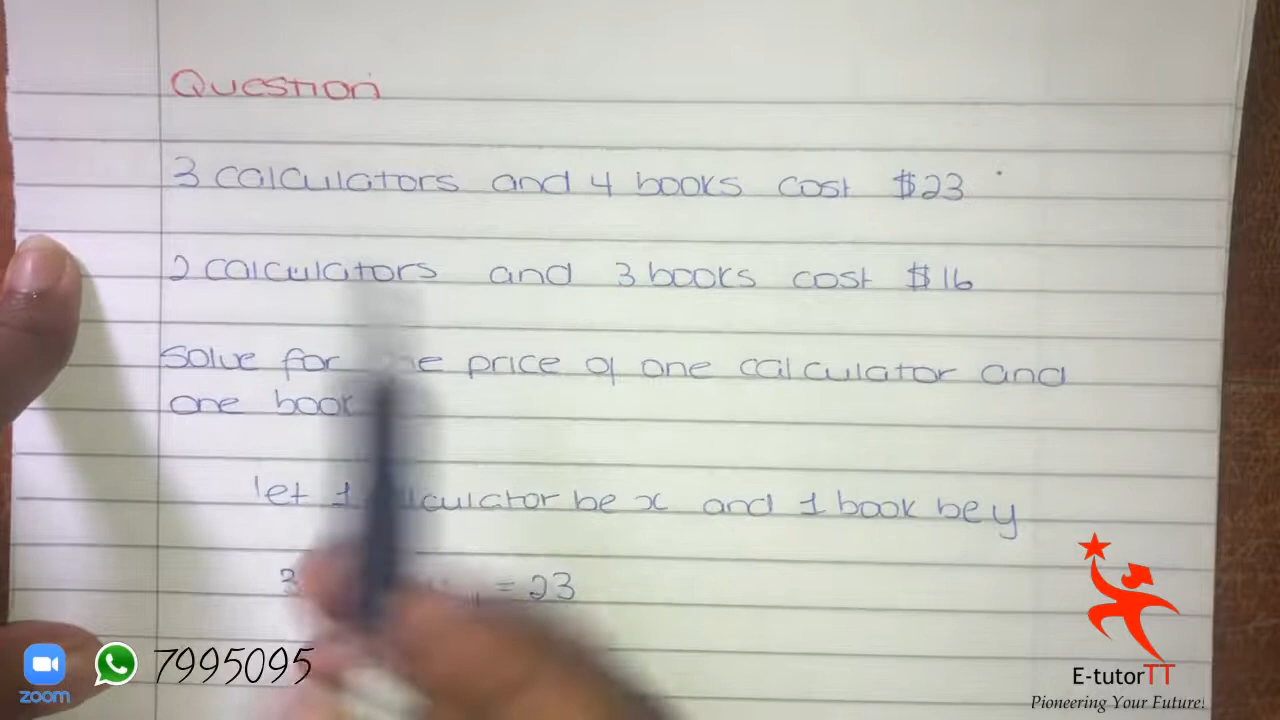 Question
3 calculators and 4 books cost $23
2 calculators and 3 books cost $16
Solve for price of one calculator and
one book
let 1 calculator be x and 1 book be y
3 = 23
zoom
7995095
E-tutorTT
Pioneering Your Future!